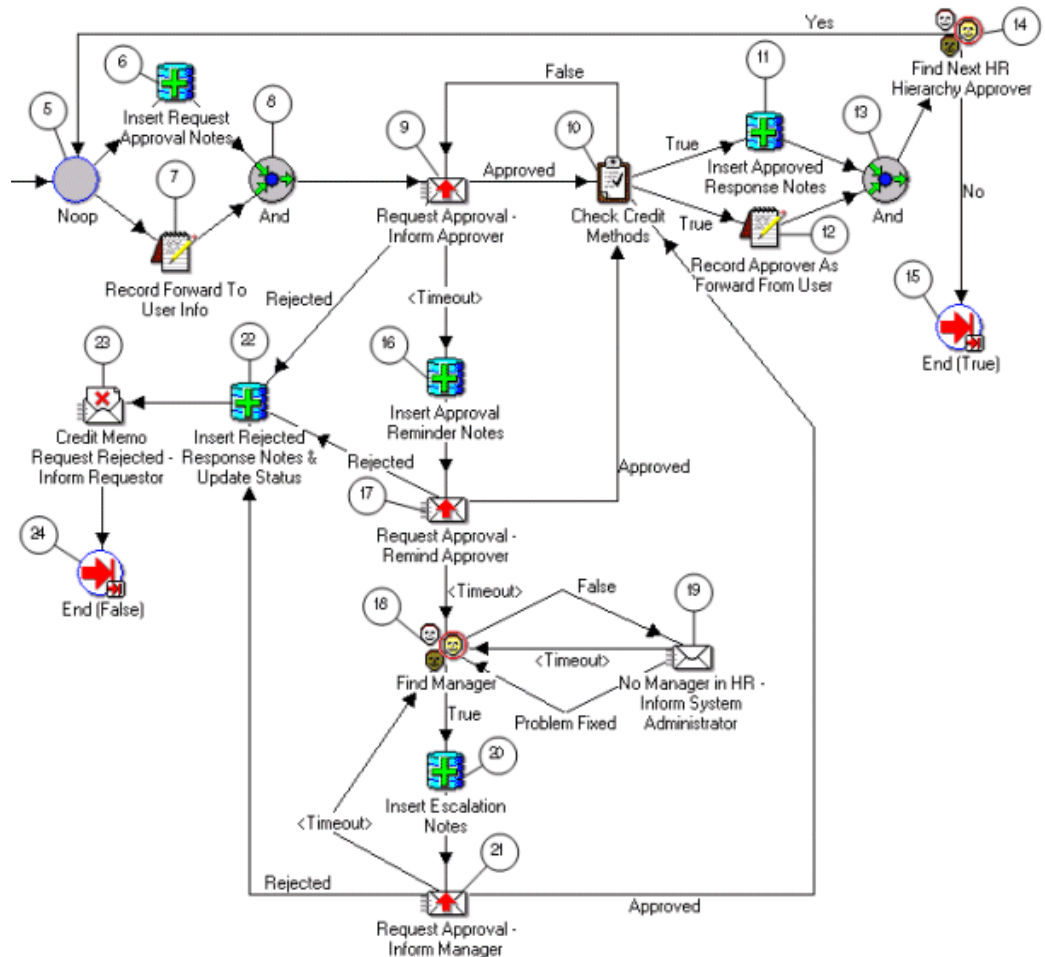 Yes
14
6
11
False
Find Next HR
Hierarchy Approver
5
Insert Request
Approval Notes
8
9
10
13
True
Insert Approved
Response Notes
Approved
7
Noop
And
Request Approval -
Inform Approver
Check Credit
Methods
True
And
No
12
Record Forward To
User Info
Record Approver As
Forward From User
Rejected
<Timeout>
15
End (True)
23
22
16
Credit Memo
Request Rejected -
Inform Requestor
Insert Rejected
Response Notes &
Update Status
Insert Approval
Reminder Notes
Rejected
Approved
17
24
Request Approval -
Remind Approver
End (False)
<Timeout>
False
19
18
<Timeout>
Find Manager
No Manager in HR -
Inform System
Administrator
True
Problem Fixed
20
Insert Escalation
Notes
<Timeout>
21
Rejected
Approved
Request Approval -
Inform Manager